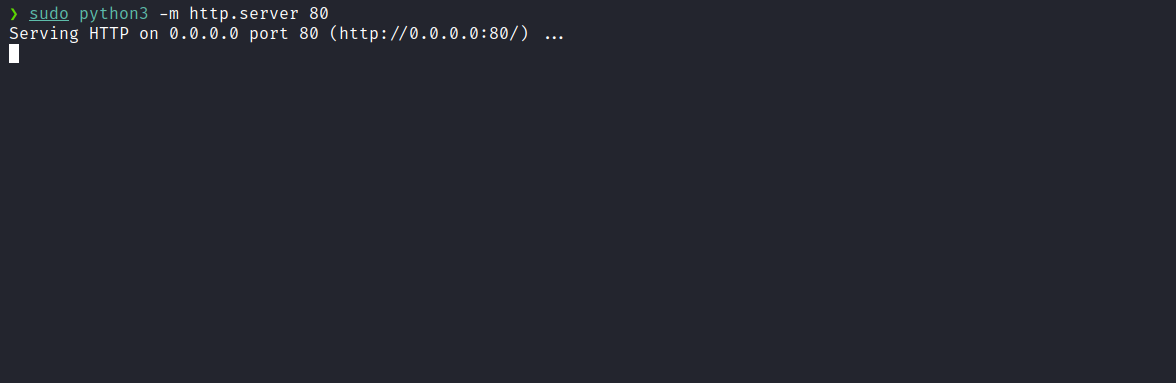 ❯ sudo python3 -m http.server 80
Serving HTTP on 0.0.0.0 port 80 (http://0.0.0.0:80/) ...